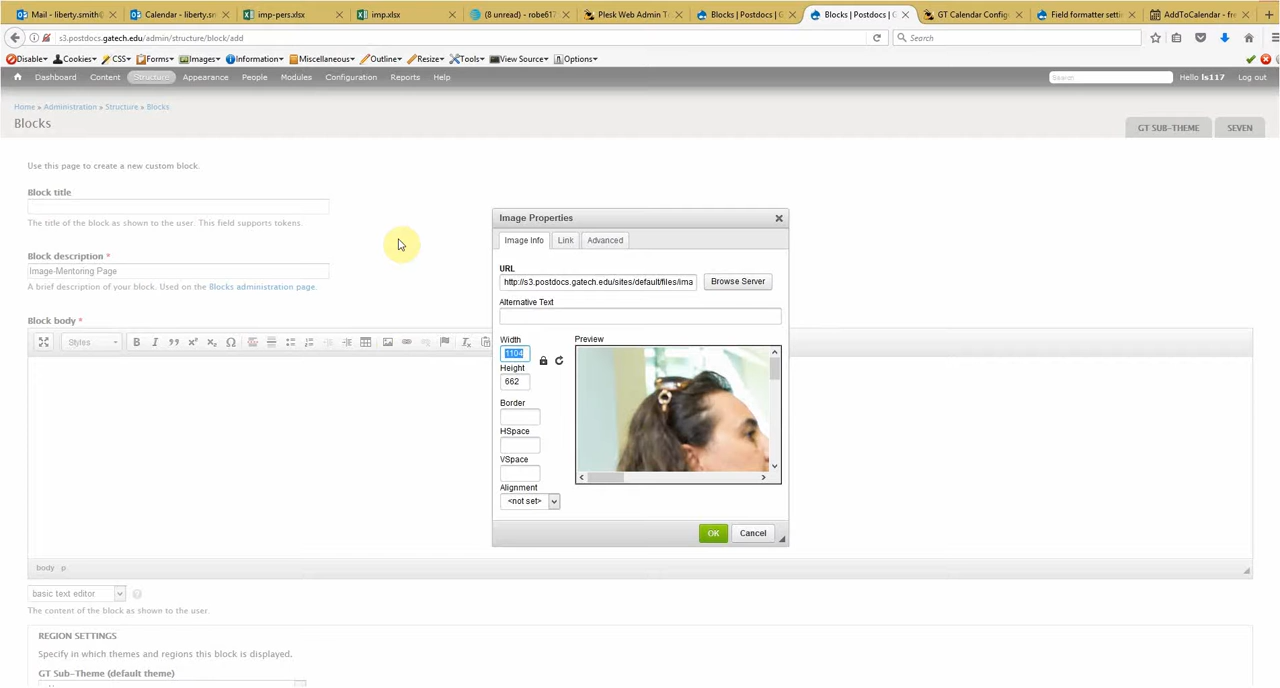 Mail - liberty.smith@
Calendar - liberty.smith
imp-pers.xlsx
imp.xlsx
(8 unread) - robe617
Plesk Web Admin T
Blocks | Postdocs | G
Blocks | Postdocs | G
GT Calendar Config
Field formatter setti
AddToCalendar - fre
s3.postdocs.gatech.edu/admin/structure/block/add
Search
Disable
Cookies
CSS
Forms
Images
Information
Miscellaneous
Outline
Resize
Tools
View Source
Options
Dashboard
Content
Structure
Appearance
People
Modules
Configuration
Reports
Help
Search
Hello ls117
Log out
Home » Administration » Structure » Blocks
Blocks
GT SUB-THEME
SEVEN
Use this page to create a new custom block.
Block title
The title of the block as shown to the user. This field supports tokens.
Block description *
Image-Mentoring Page
A brief description of your block. Used on the Blocks administration page.
Block body *
Styles
B I
body p
basic text editor
The content of the block as shown to the user.
REGION SETTINGS
Specify in which themes and regions this block is displayed.
GT Sub-Theme (default theme)
Image Properties
Image Info
Link
Advanced
URL
http://s3.postdocs.gatech.edu/sites/default/files/ima
Browse Server
Alternative Text
Width
1104
Height
662
Border
HSpace
VSpace
Alignment
<not set>
Preview
OK
Cancel